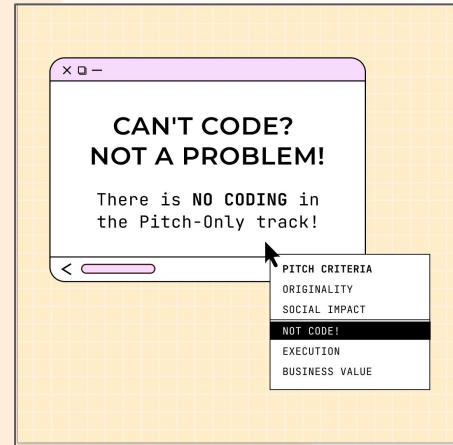 CAN'T CODE?
NOT A PROBLEM!
There is NO CODING in
the Pitch-Only track!
PITCH CRITERIA
ORIGINALITY
SOCIAL IMPACT
NOT CODE!
EXECUTION
BUSINESS VALUE